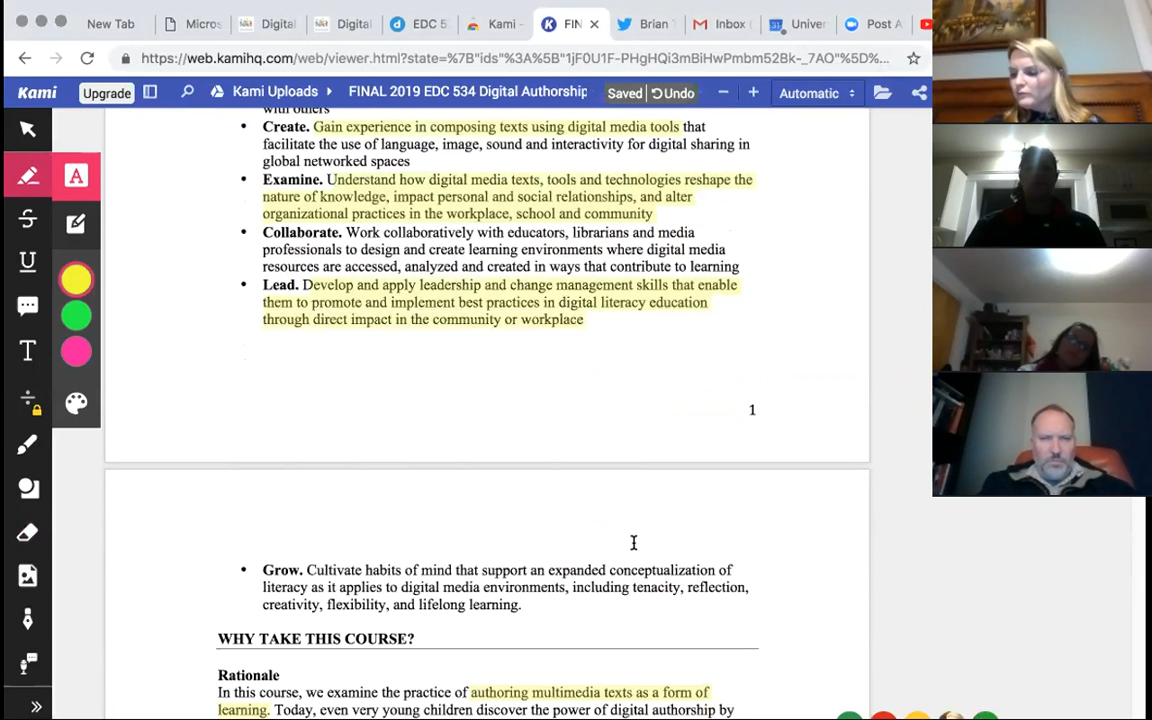 New Tab
Micros
Digital
Digital
EDC 5
Kami -
FIN
Brian
Inbox (
Univer
Post A
https://web.kamihq.com/web/viewer.html?state=%7B"ids"%3A%5B"1jF0U1F-PHgHQi3mBiHwPmbm52Bk-_7AO"%5D%...
Kami
Upgrade
Kami Uploads
FINAL 2019 EDC 534 Digital Authorship
Saved
Undo
Automatic
with others
• Create. Gain experience in composing texts using digital media tools that
facilitate the use of language, image, sound and interactivity for digital sharing in
global networked spaces
• Examine. Understand how digital media texts, tools and technologies reshape the
nature of knowledge, impact personal and social relationships, and alter
organizational practices in the workplace, school and community
• Collaborate. Work collaboratively with educators, librarians and media
professionals to design and create learning environments where digital media
resources are accessed, analyzed and created in ways that contribute to learning
• Lead. Develop and apply leadership and change management skills that enable
them to promote and implement best practices in digital literacy education
through direct impact in the community or workplace
1
• Grow. Cultivate habits of mind that support an expanded conceptualization of
literacy as it applies to digital media environments, including tenacity, reflection,
creativity, flexibility, and lifelong learning.
WHY TAKE THIS COURSE?
Rationale
In this course, we examine the practice of authoring multimedia texts as a form of
learning. Today, even very young children discover the power of digital authorship by